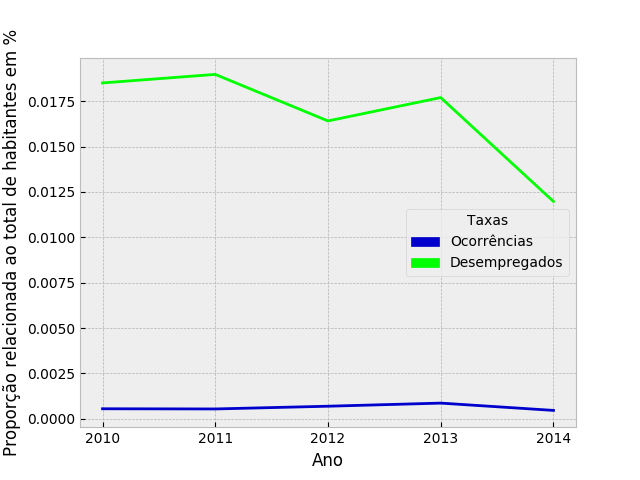 Proporção relacionada ao total de habitantes em %
0.0175
0.0150
0.0125
0.0100
0.0075
0.0050
0.0025
0.0000
Taxas
Ocorrências
Desempregados
2010 2011 2012 2013 2014
Ano